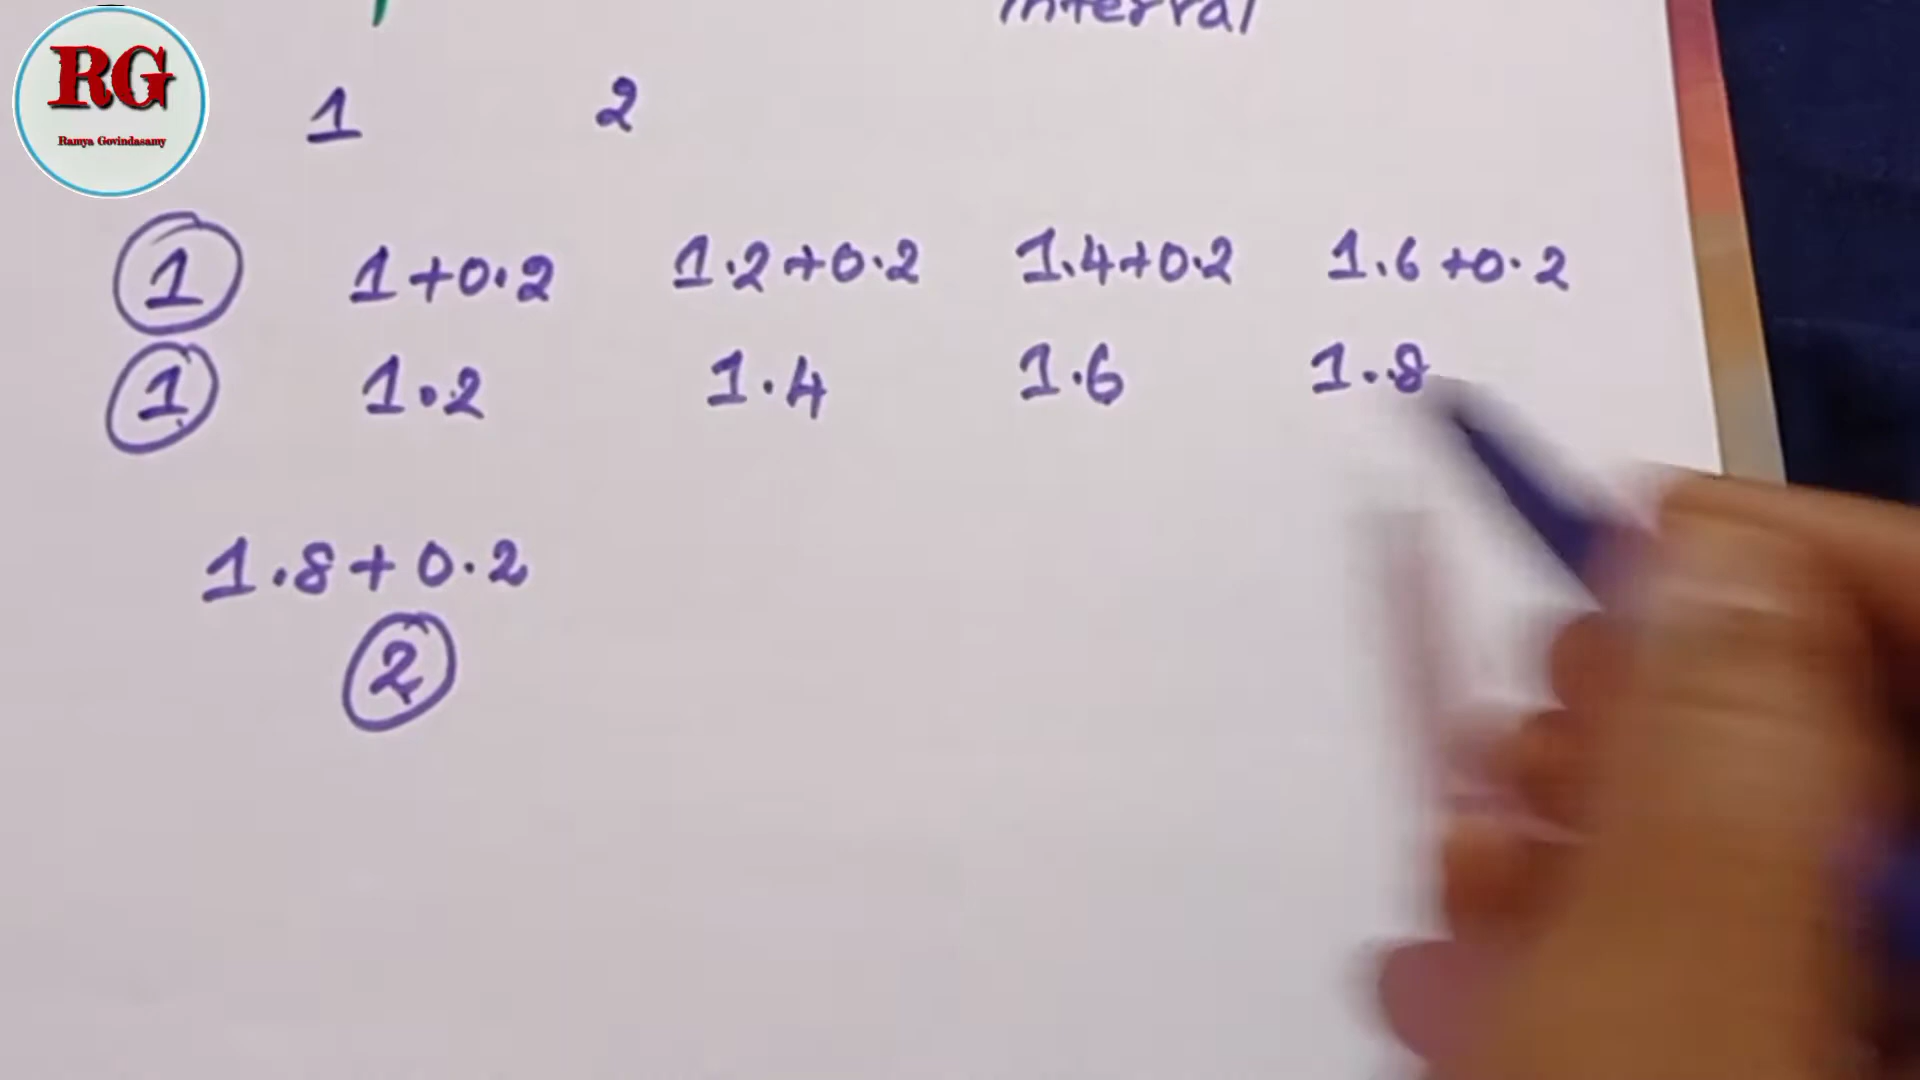 interval
RG
Ramya Govindasamy
1 2
1 1+0.2 1.2+0.2 1.4+0.2 1.6+0.2
1 1.2 1.4 1.6 1.8
1.8+0.2
2